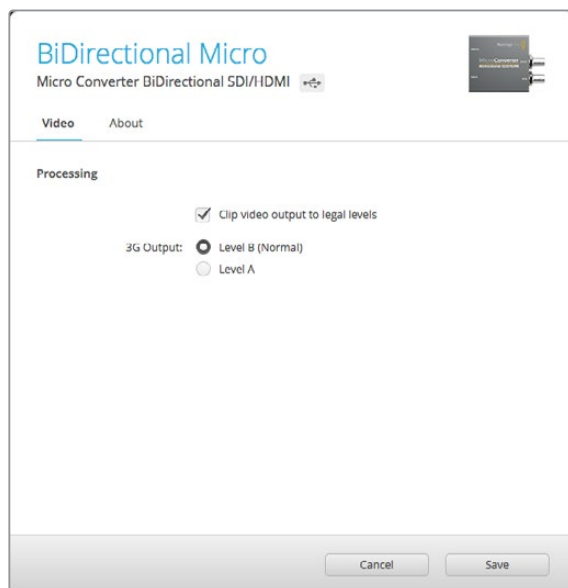 BiDirectional Micro
Micro Converter BiDirectional SDI/HDMI
Video About
Processing
Clip video output to legal levels
3G Output: Level B (Normal)
Level A
MicroConverter
Cancel Save